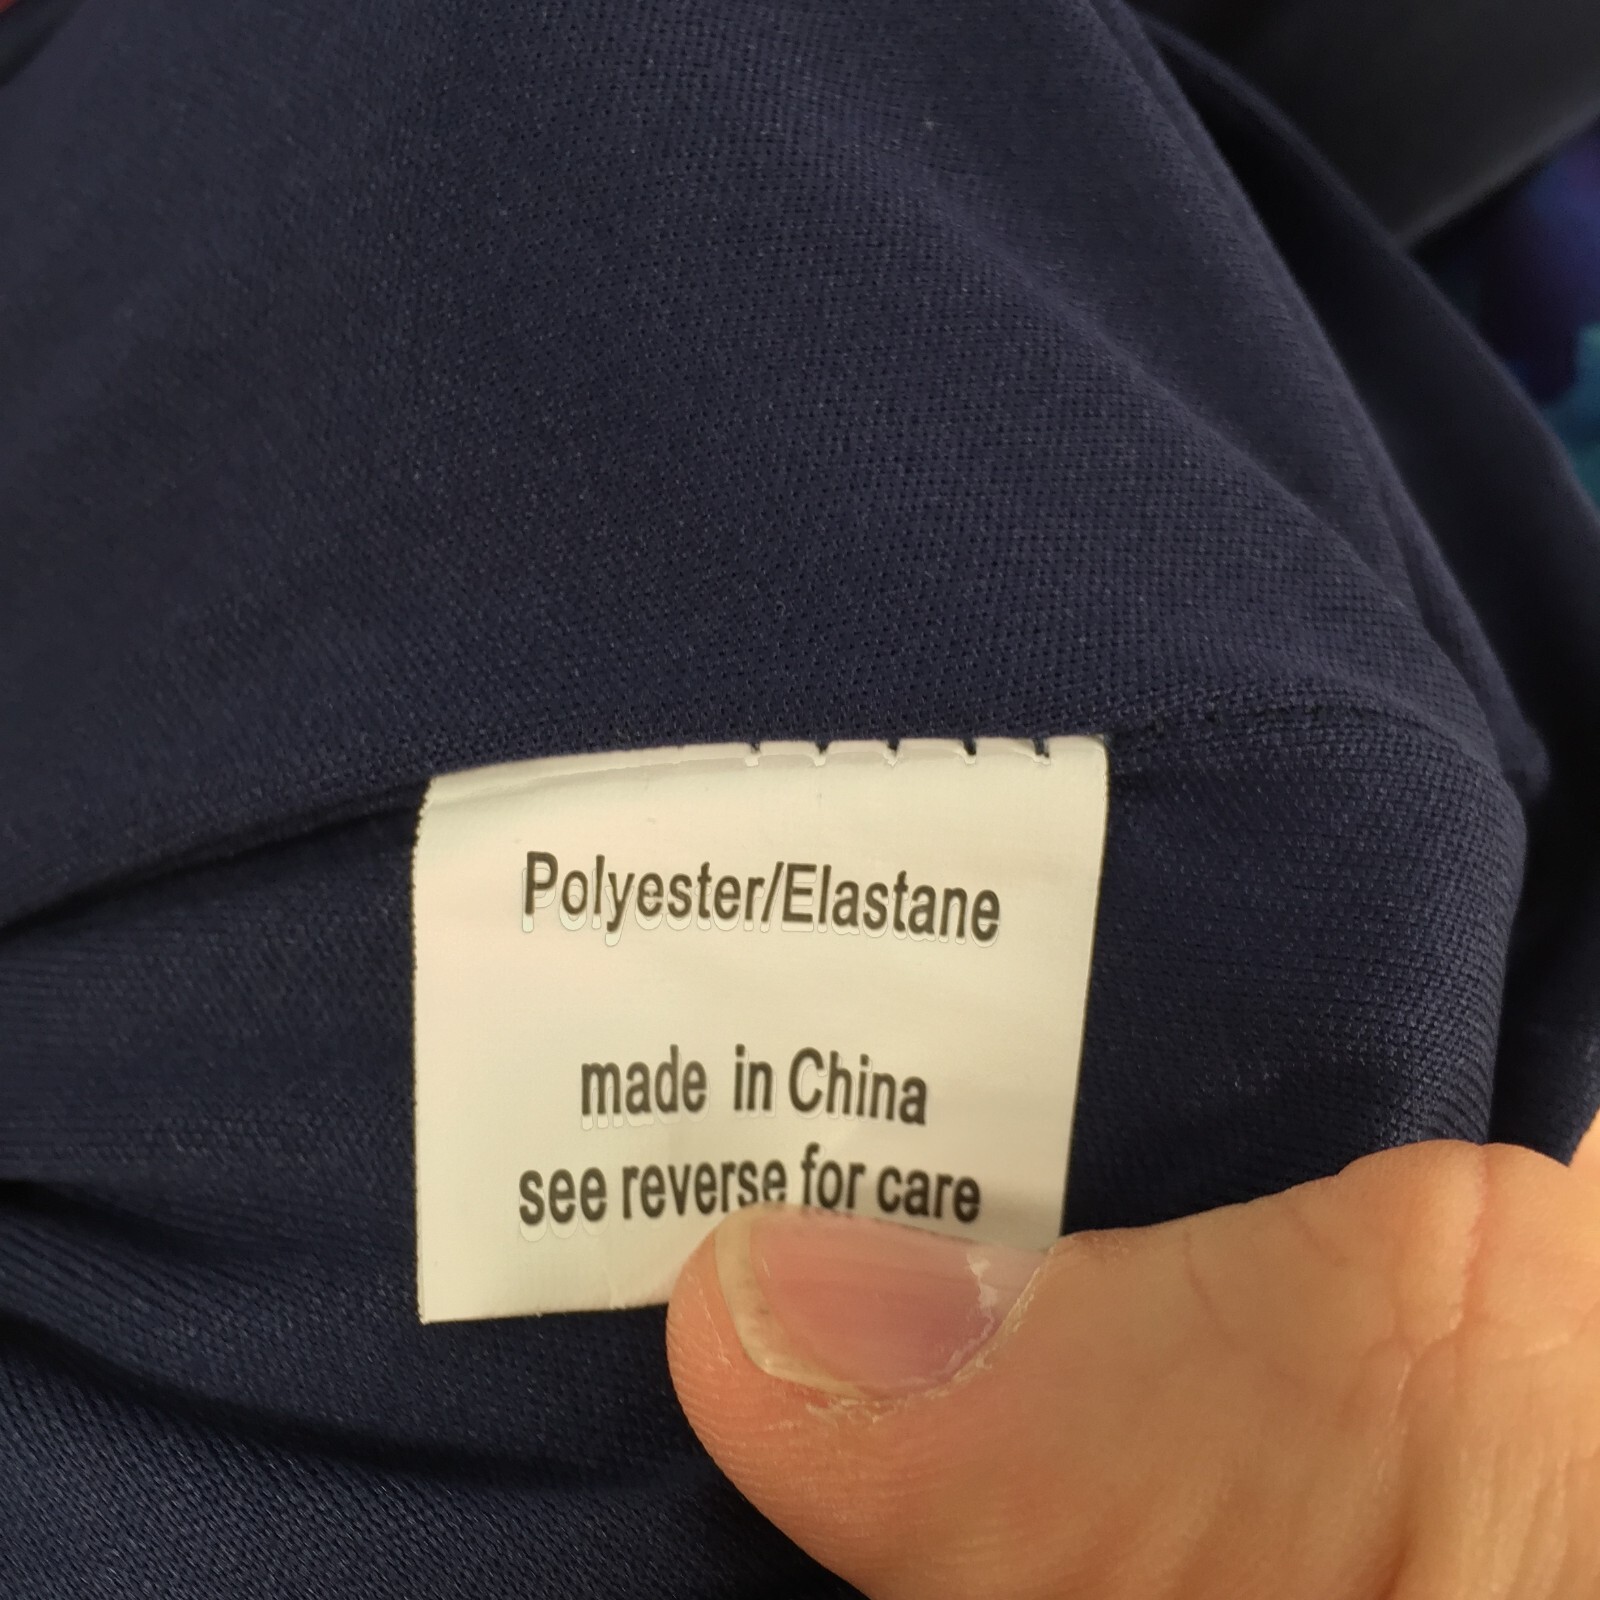 Polyester/Elastane
made in China
see reverse for care